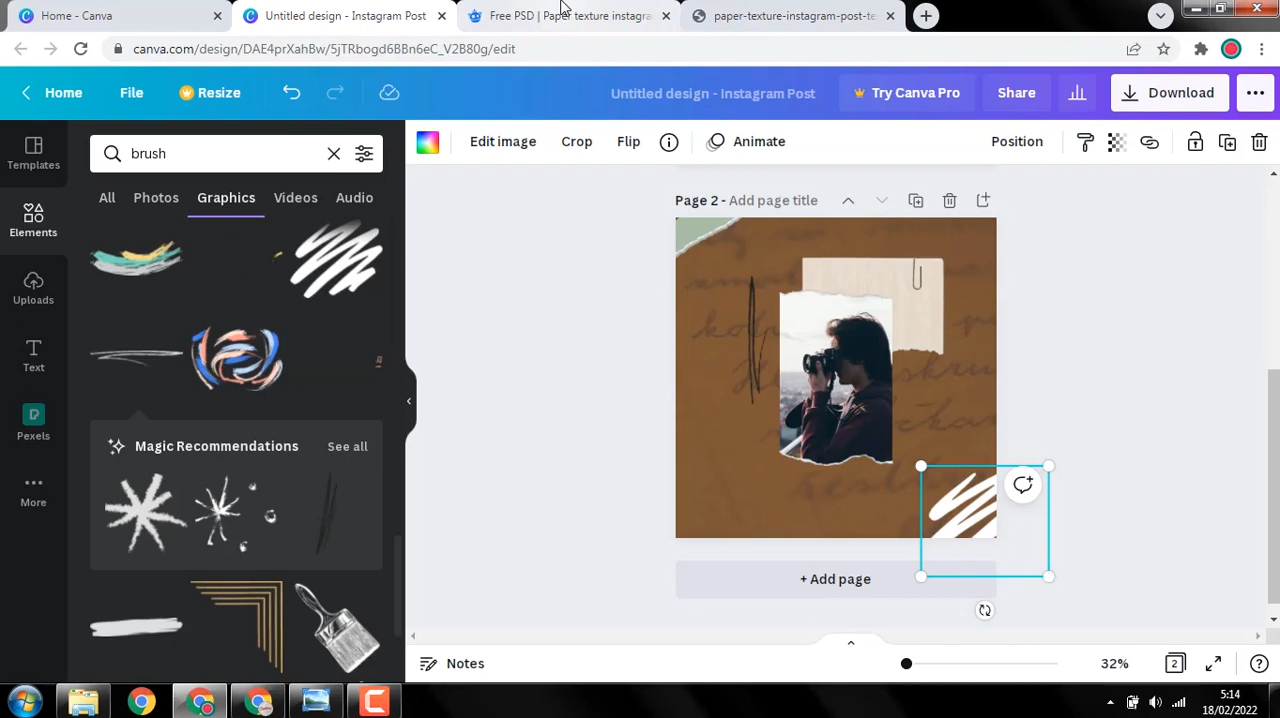 Home - Canva
Untitled design - Instagram Post
Free PSD | Paper texture instagra
paper-texture-instagram-post-te
canva.com/design/DAE4prXahBw/5jTRbogd6BBn6eC_V2B80g/edit
Home
File
Resize
Untitled design - Instagram Post
Try Canva Pro
Share
Download
Templates
Elements
Uploads
Text
Pexels
More
brush
All
Photos
Graphics
Videos
Audio
Magic Recommendations
See all
Edit image
Crop
Flip
Animate
Position
Page 2 - Add page title
+ Add page
Notes
32%
2
5:14
18/02/2022